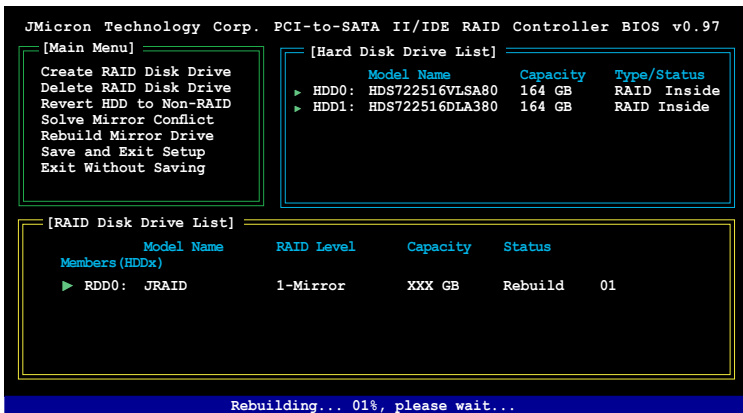 JMicron Technology Corp. PCI-to-SATA II/IDE RAID Controller BIOS v0.97
[Main Menu]
Create RAID Disk Drive
Delete RAID Disk Drive
Revert HDD to Non-RAID
Solve Mirror Conflict
Rebuild Mirror Drive
Save and Exit Setup
Exit Without Saving
[Hard Disk Drive List]
Model Name Capacity Type/Status
HDD0: HDS722516VLSA80 164 GB RAID Inside
HDD1: HDS722516DLA380 164 GB RAID Inside
[RAID Disk Drive List]
Model Name RAID Level Capacity Status
Members(HDDx)
RDD0: JRAID 1-Mirror XXX GB Rebuild 01
Rebuilding... 01%, please wait...